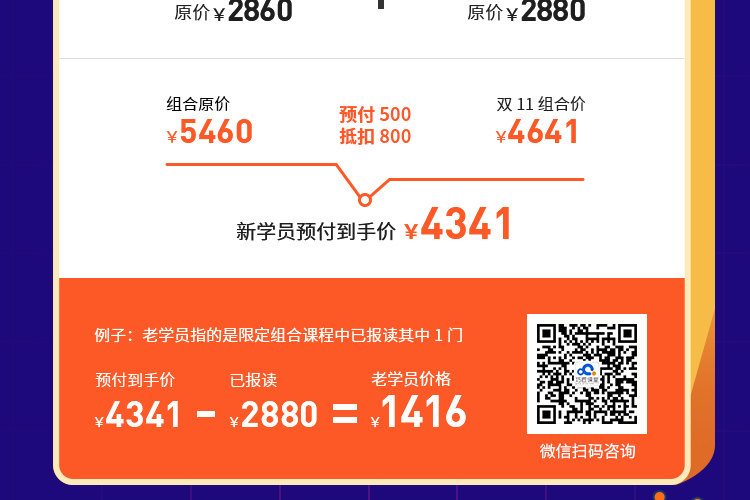 原价¥2860
原价¥2880
组合原价
¥5460
预付 500
抵扣 800
双 11 组合价
¥4641
新学员预付到手价 ¥4341
例子：老学员指的是限定组合课程中已报读其中 1 门
预付到手价
已报读
老学员价格
¥4341 - ¥2880 = ¥1416
微信扫码咨询